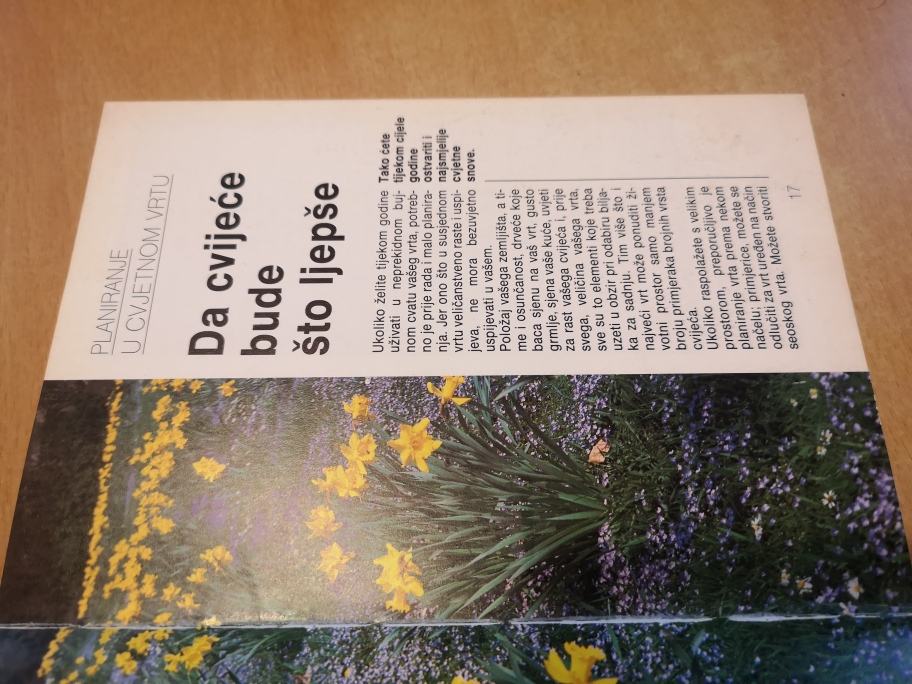 PLANIRANJE
U CVJETNOM VRTU
Da cvijeće
bude
što ljepše
Ukoliko želite tijekom godine
uživati u neprekidnom buj-
nom cvatu vašeg vrta, potreb-
no je prije rada i malo planira-
nja. Jer ono što u susjednom
vrtu veličanstveno raste i uspi-
jeva, ne mora bezuvjetno
uspijevati u vašem.
Položaj vašega zemljišta, a ti-
me i osunčanost, drveće koje
baca sjenu na vaš vrt, gusto
grmlje, sjena vaše kuće, uvjeti
za rast vašega cvijeća i, prije
svega, veličina vašega vrta,
sve su to elementi koje treba
uzeti u obzir pri odabiru bilja-
ka za sadnju. Tim više što i
najveći vrt može ponuditi ži-
votni prostor samo manjem
broju primjeraka brojnih vrsta
cvijeća.
Ukoliko raspolažete s velikim
prostorom, preporučljivo je
planiranje vrta prema nekom
načelu; primjerice, možete se
odlučiti za vrt uređen na način
seoskog vrta. Možete stvoriti
Tako ćete
tijekom cijele
godine
ostvariti i
najsmjelije
cvjetne
snove.
17